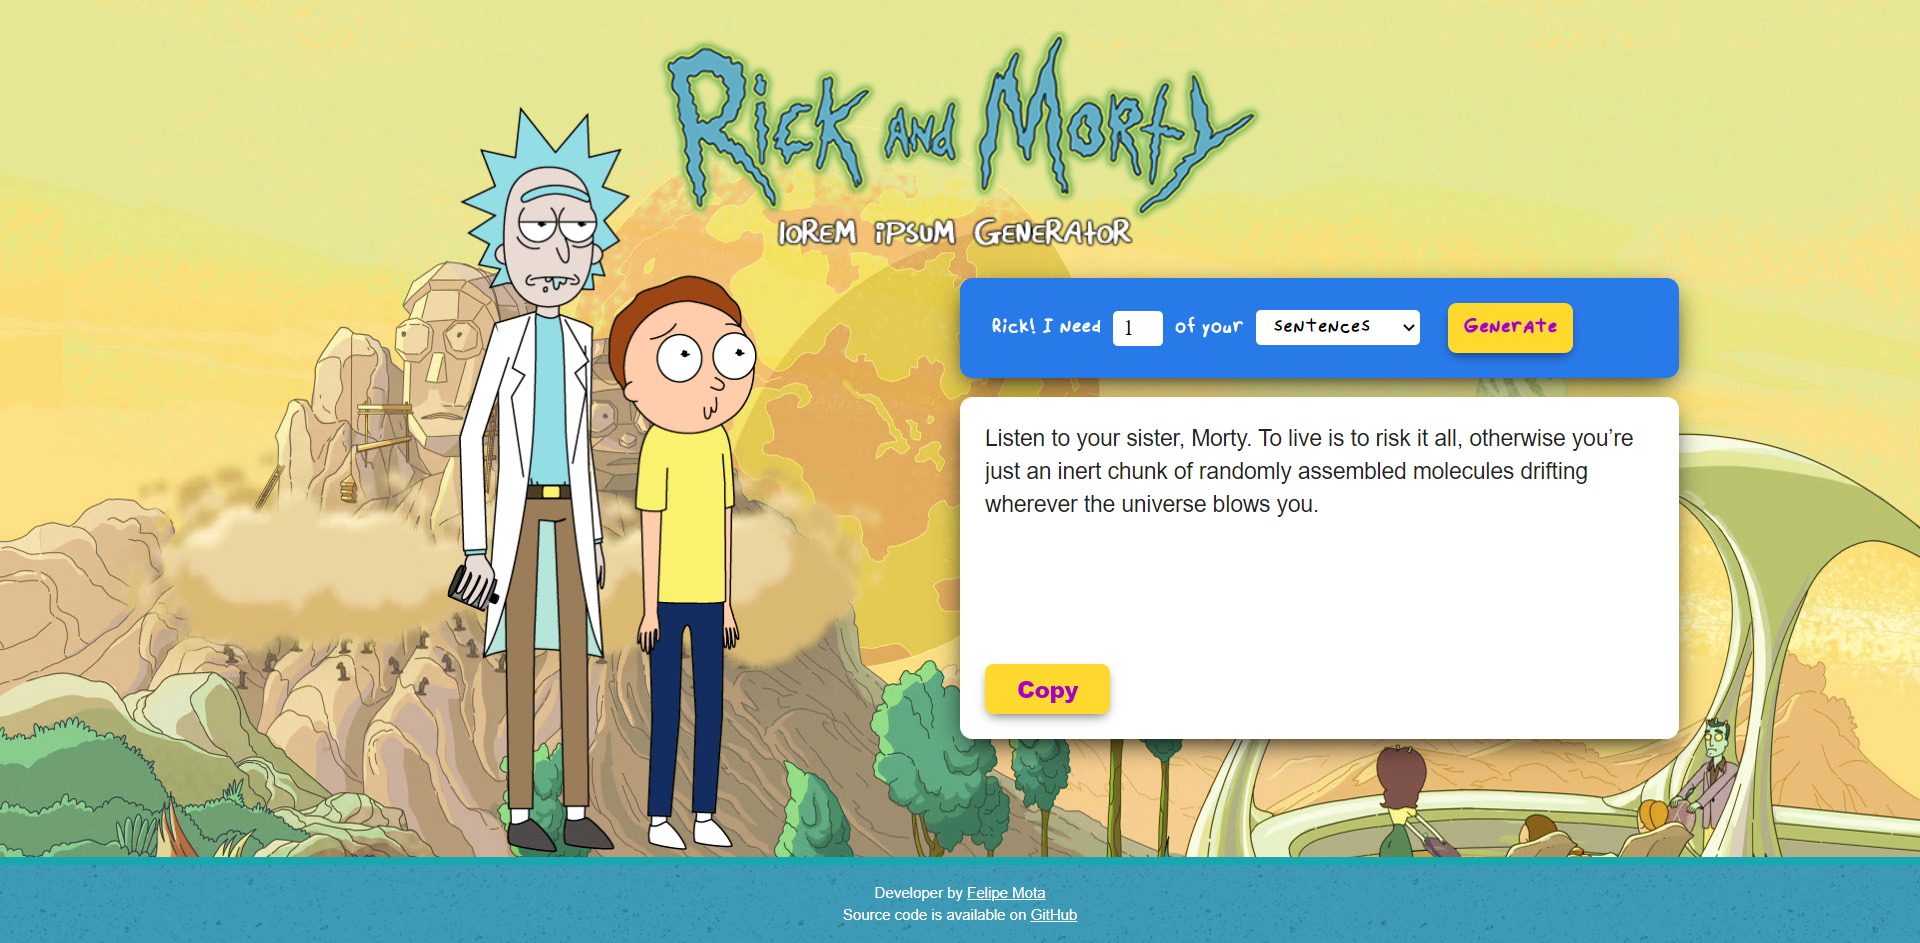 Rick and Morty
lorem ipsum Generator
Rick! I need 1 of your sentences Generate
Listen to your sister, Morty. To live is to risk it all, otherwise you’re
just an inert chunk of randomly assembled molecules drifting
wherever the universe blows you.
Copy
Developer by Felipe Mota
Source code is available on GitHub